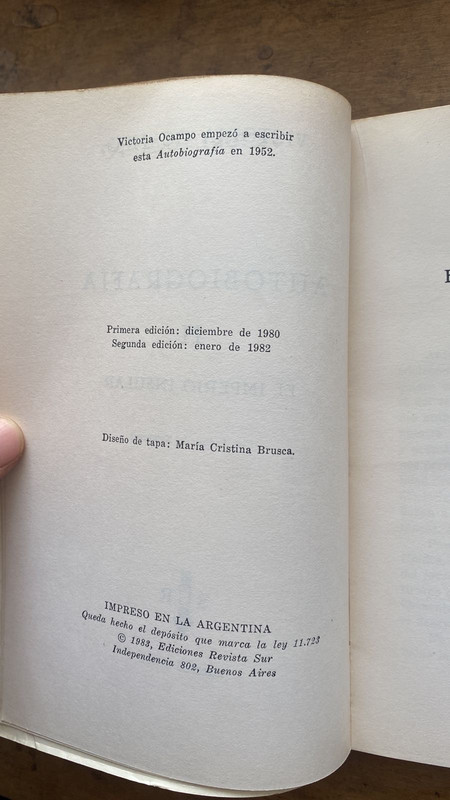 Victoria Ocampo empezó a escribir
esta Autobiografía en 1952.
Primera edición: diciembre de 1980
Segunda edición: enero de 1982
Diseño de tapa: María Cristina Brusca.
IMPRESO EN LA ARGENTINA
Queda hecho el depósito que marca la ley 11.723
© 1983, Ediciones Revista Sur
Independencia 802, Buenos Aires